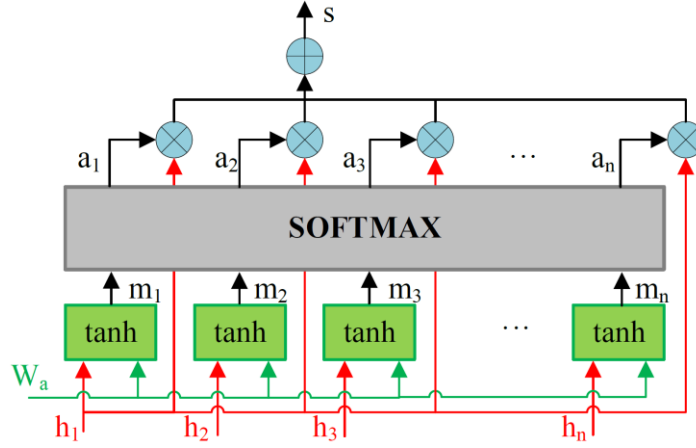 s
a₁ a₂ a₃ … aₙ
SOFTMAX
m₁ m₂ m₃ mₙ
tanh tanh tanh … tanh
Wₐ
h₁ h₂ h₃ hₙ